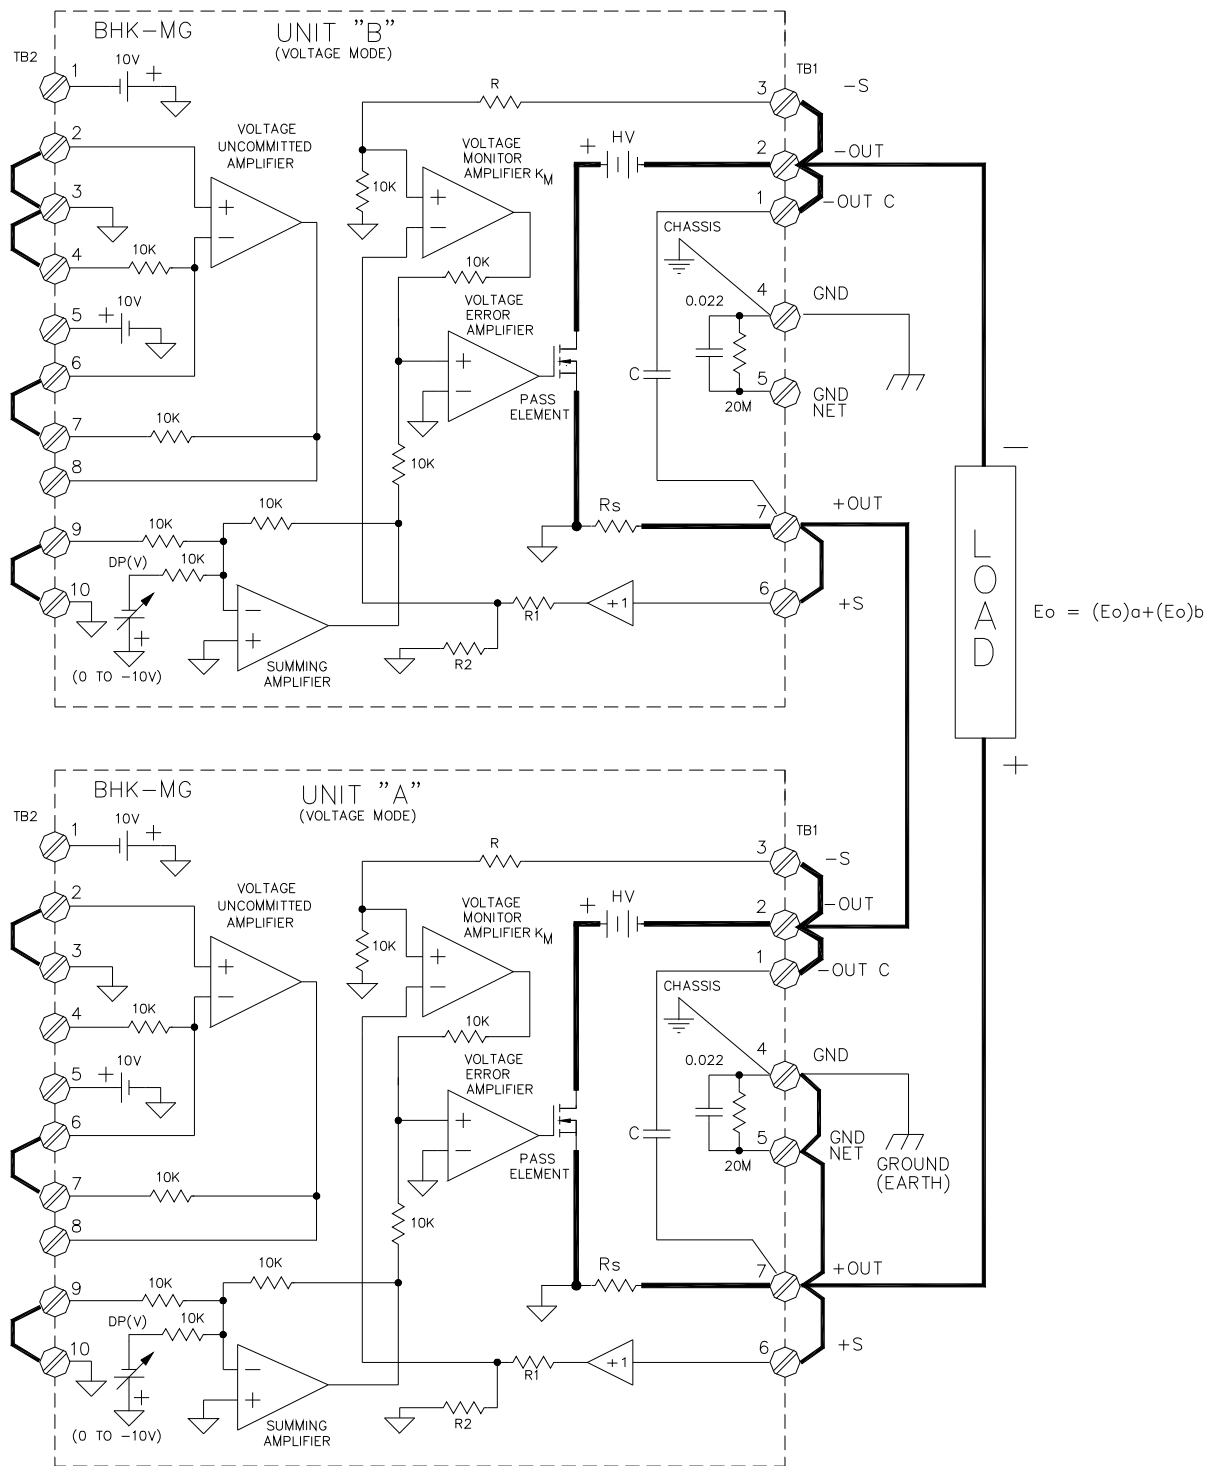 BHK-MG
UNIT "B"
(VOLTAGE MODE)
TB2
TB1
1
10V
+
2
3
4
10K
5
+
10V
6
7
10K
8
9
10K
10
DP(V)
10K
+
(0 TO -10V)
VOLTAGE
UNCOMMITTED
AMPLIFIER
+
−
10K
−
+
SUMMING
AMPLIFIER
R
10K
VOLTAGE
MONITOR
AMPLIFIER KM
+
−
10K
VOLTAGE
ERROR
AMPLIFIER
+
−
10K
PASS
ELEMENT
+
HV
Rs
R1
R2
+1
C
CHASSIS
0.022
20M
3
-S
2
-OUT
1
-OUT C
4
GND
5
GND
NET
7
+OUT
6
+S
−
LOAD
+
Eo = (Eo)a+(Eo)b
BHK-MG
UNIT "A"
(VOLTAGE MODE)
TB2
TB1
1
10V
+
2
3
4
10K
5
+
10V
6
7
10K
8
9
10K
10
DP(V)
10K
+
(0 TO -10V)
VOLTAGE
UNCOMMITTED
AMPLIFIER
+
−
10K
−
+
SUMMING
AMPLIFIER
R
10K
VOLTAGE
MONITOR
AMPLIFIER KM
+
−
10K
VOLTAGE
ERROR
AMPLIFIER
+
−
10K
PASS
ELEMENT
+
HV
Rs
R1
R2
+1
C
CHASSIS
0.022
20M
3
-S
2
-OUT
1
-OUT C
4
GND
5
GND
NET
GROUND
(EARTH)
7
+OUT
6
+S